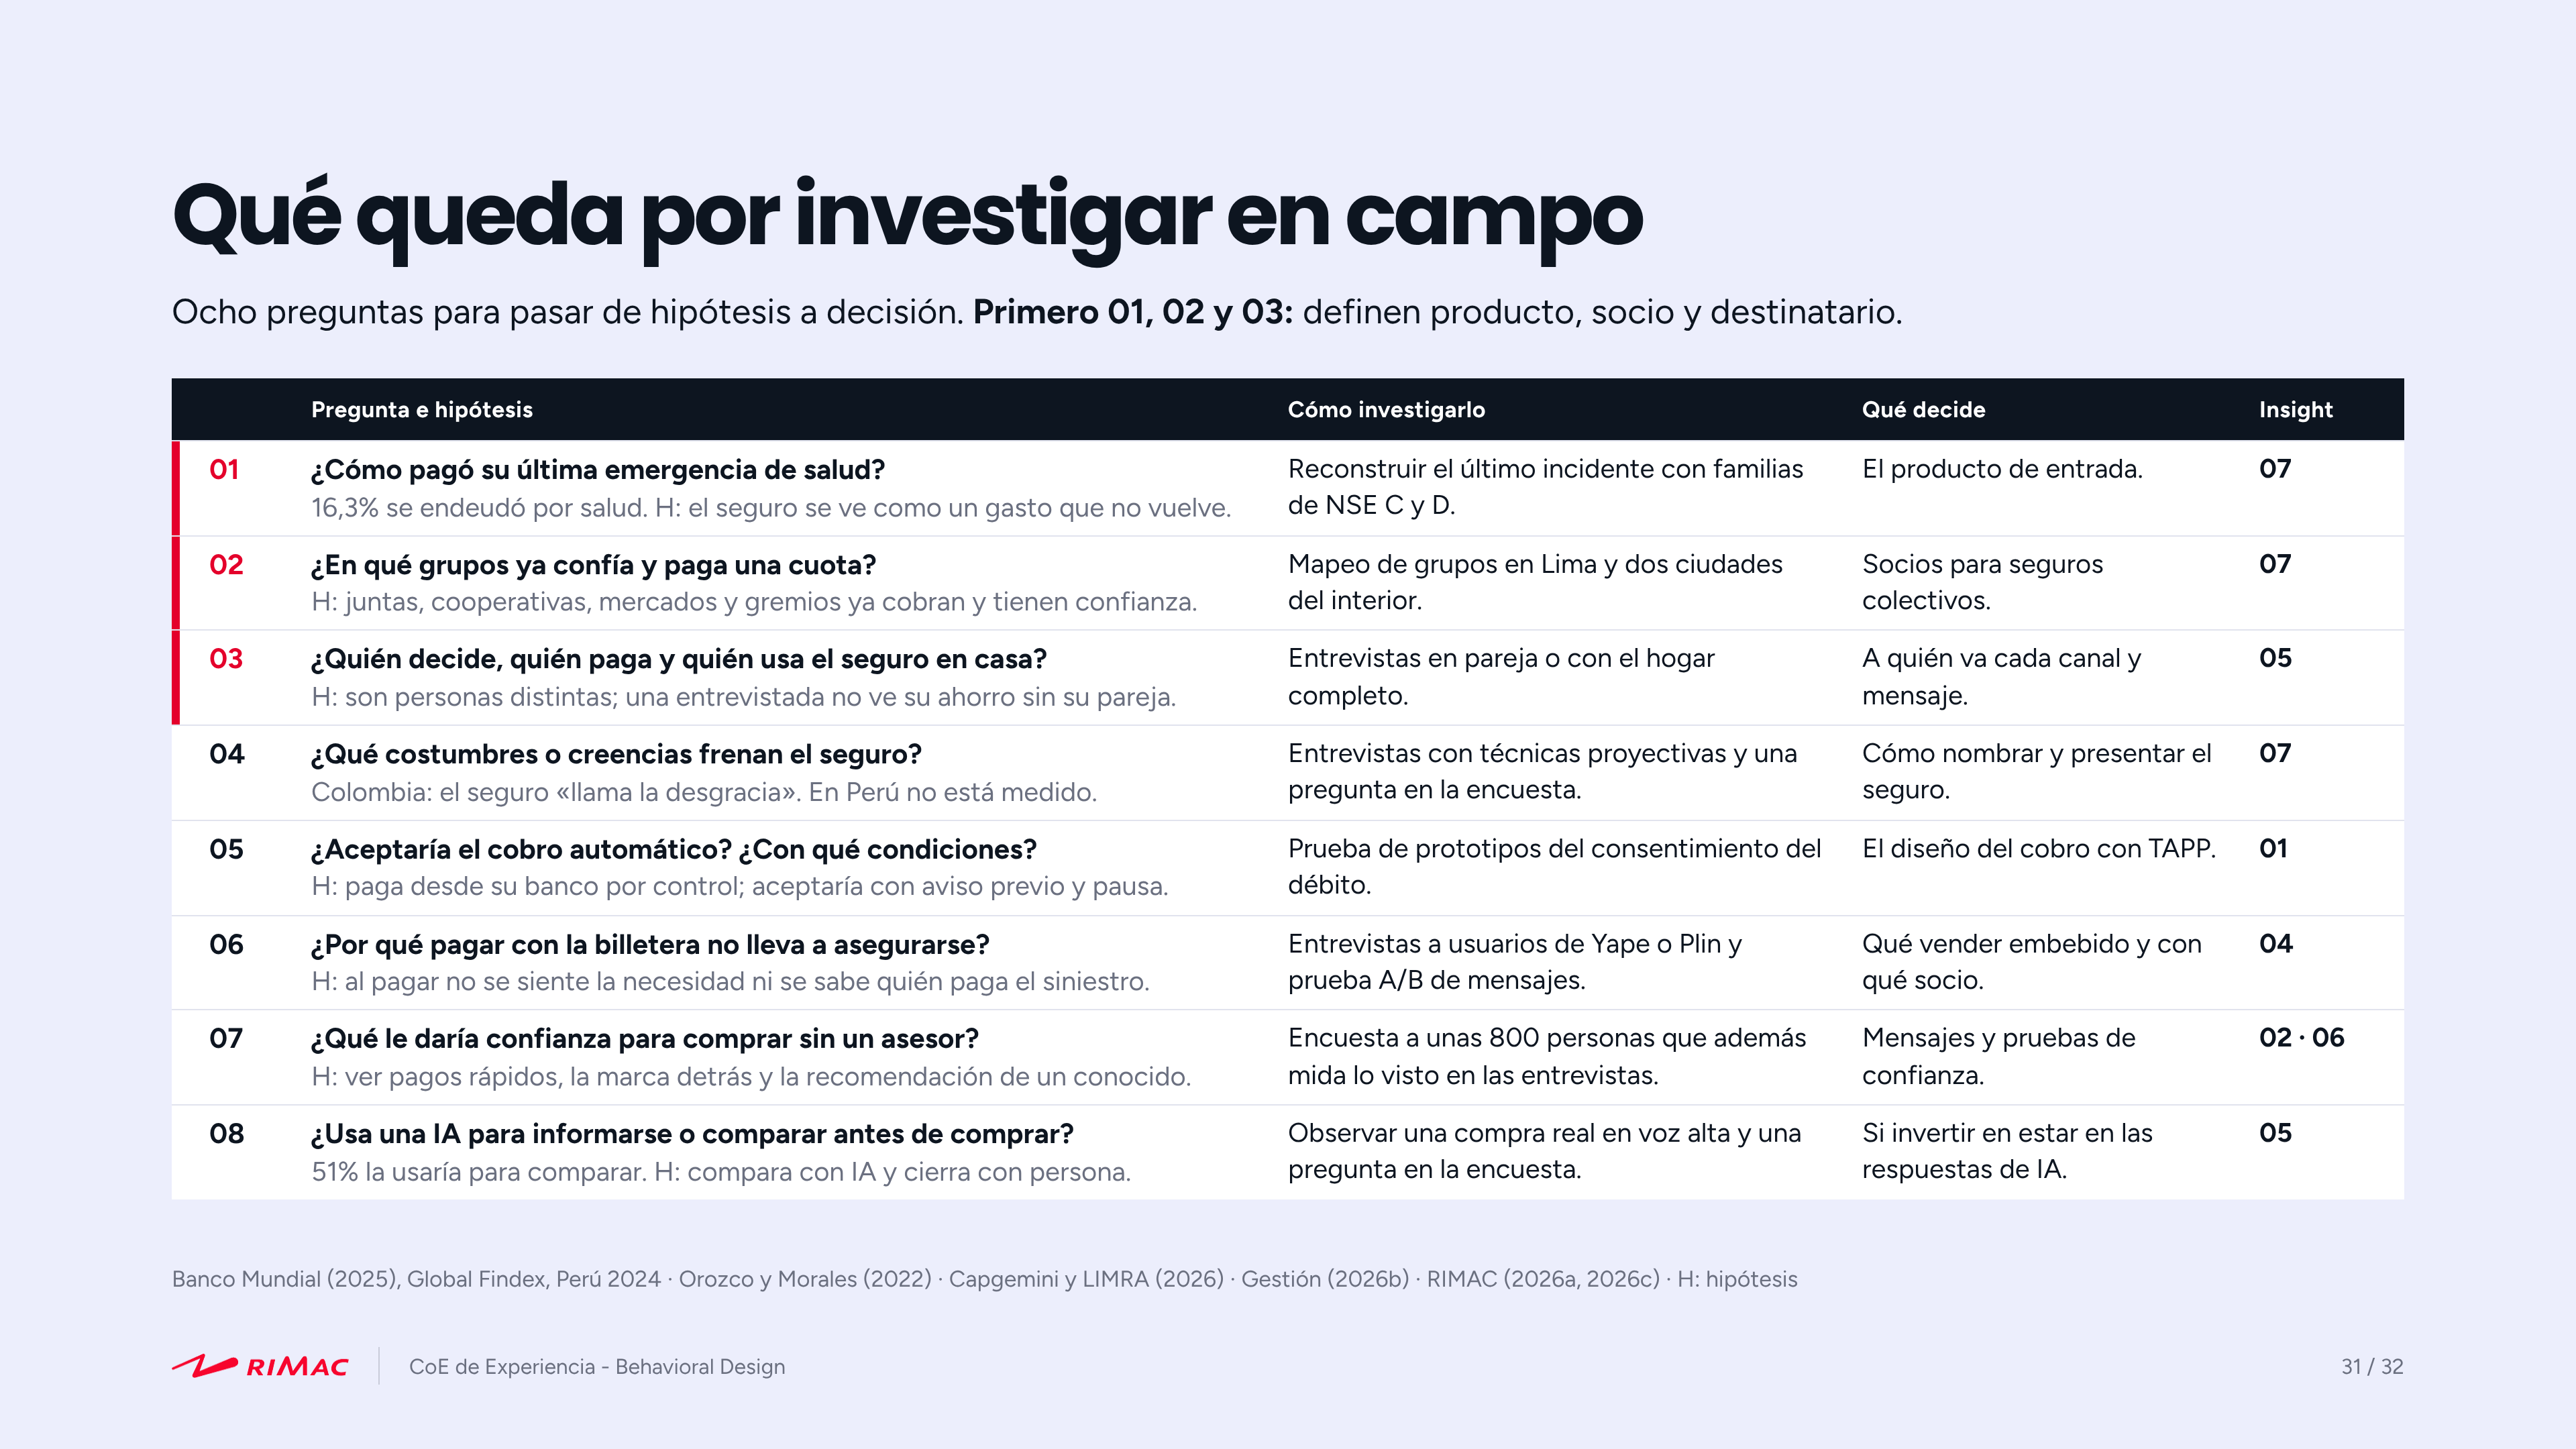 Qué queda por investigar en campo
Ocho preguntas para pasar de hipótesis a decisión. Primero 01, 02 y 03: definen producto, socio y destinatario.
Pregunta e hipótesis Cómo investigarlo Qué decide Insight
01 ¿Cómo pagó su última emergencia de salud? Reconstruir el último incidente con familias El producto de entrada. 07
16,3% se endeudó por salud. H: el seguro se ve como un gasto que no vuelve. de NSE C y D.
02 ¿En qué grupos ya confía y paga una cuota? Mapeo de grupos en Lima y dos ciudades Socios para seguros 07
H: juntas, cooperativas, mercados y gremios ya cobran y tienen confianza. del interior. colectivos.
03 ¿Quién decide, quién paga y quién usa el seguro en casa? Entrevistas en pareja o con el hogar A quién va cada canal y 05
H: son personas distintas; una entrevistada no ve su ahorro sin su pareja. completo. mensaje.
04 ¿Qué costumbres o creencias frenan el seguro? Entrevistas con técnicas proyectivas y una Cómo nombrar y presentar el 07
Colombia: el seguro «llama la desgracia». En Perú no está medido. pregunta en la encuesta. seguro.
05 ¿Aceptaría el cobro automático? ¿Con qué condiciones? Prueba de prototipos del consentimiento del El diseño del cobro con TAPP. 01
H: paga desde su banco por control; aceptaría con aviso previo y pausa. débito.
06 ¿Por qué pagar con la billetera no lleva a asegurarse? Entrevistas a usuarios de Yape o Plin y Qué vender embebido y con 04
H: al pagar no se siente la necesidad ni se sabe quién paga el siniestro. prueba A/B de mensajes. qué socio.
07 ¿Qué le daría confianza para comprar sin un asesor? Encuesta a unas 800 personas que además Mensajes y pruebas de 02 · 06
H: ver pagos rápidos, la marca detrás y la recomendación de un conocido. mida lo visto en las entrevistas. confianza.
08 ¿Usa una IA para informarse o comparar antes de comprar? Observar una compra real en voz alta y una Si invertir en estar en las 05
51% la usaría para comparar. H: compara con IA y cierra con persona. pregunta en la encuesta. respuestas de IA.
Banco Mundial (2025), Global Findex, Perú 2024 · Orozco y Morales (2022) · Capgemini y LIMRA (2026) · Gestión (2026b) · RIMAC (2026a, 2026c) · H: hipótesis
RIMAC CoE de Experiencia - Behavioral Design 31 / 32